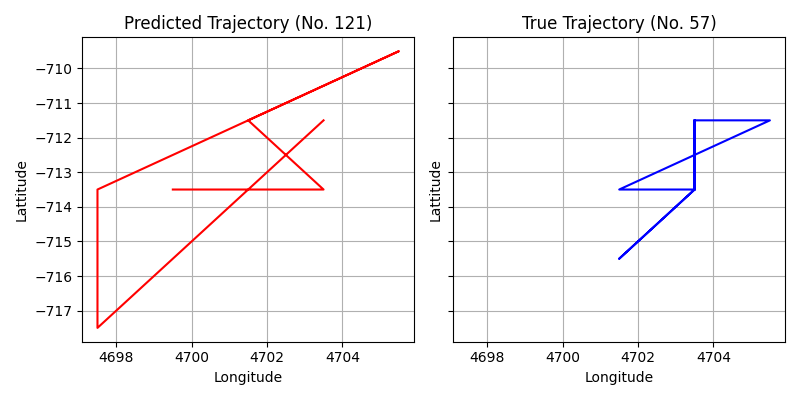 Predicted Trajectory (No. 121)
True Trajectory (No. 57)
−710
−711
−712
−713
−714
−715
−716
−717
Lattitude
Lattitude
4698 4700 4702 4704
4698 4700 4702 4704
Longitude
Longitude